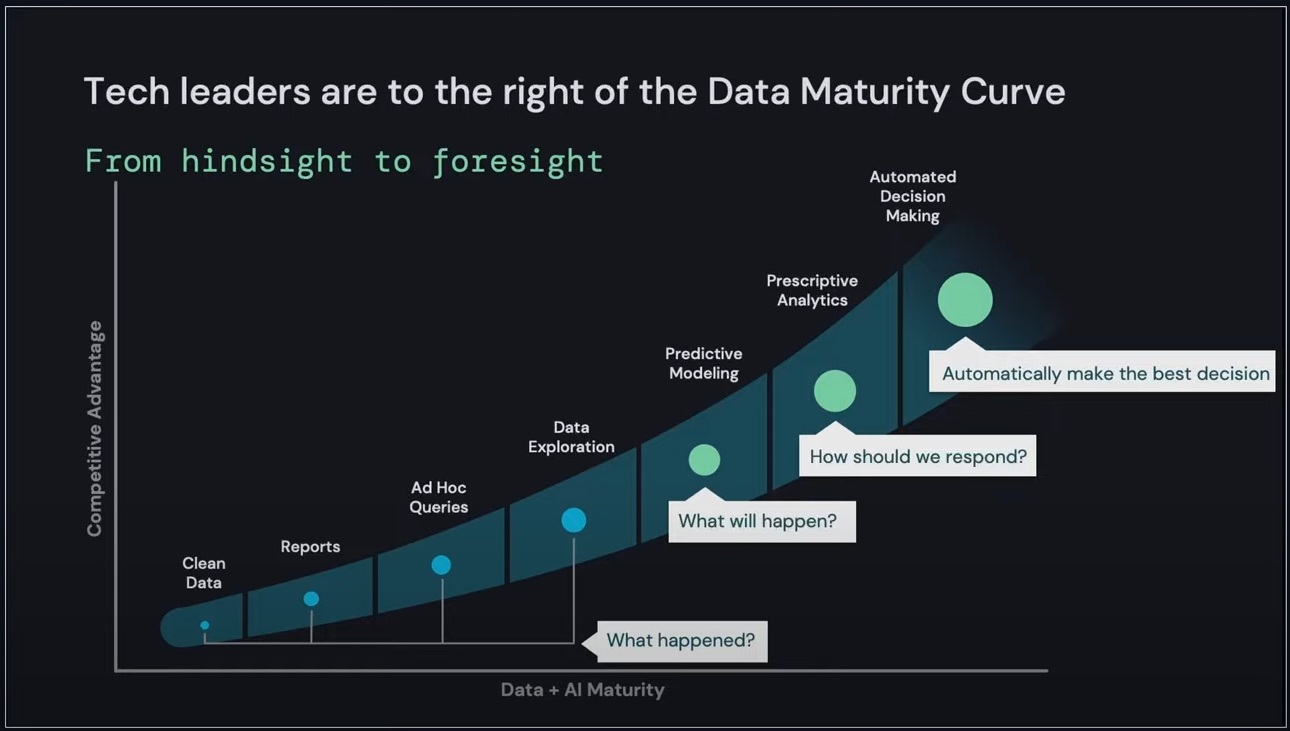 Tech leaders are to the right of the Data Maturity Curve
From hindsight to foresight
Automated
Decision
Making
Prescriptive
Analytics
Predictive
Modeling
Data
Exploration
Ad Hoc
Queries
Reports
Clean
Data
Automatically make the best decision
How should we respond?
What will happen?
What happened?
Competitive Advantage
Data + AI Maturity